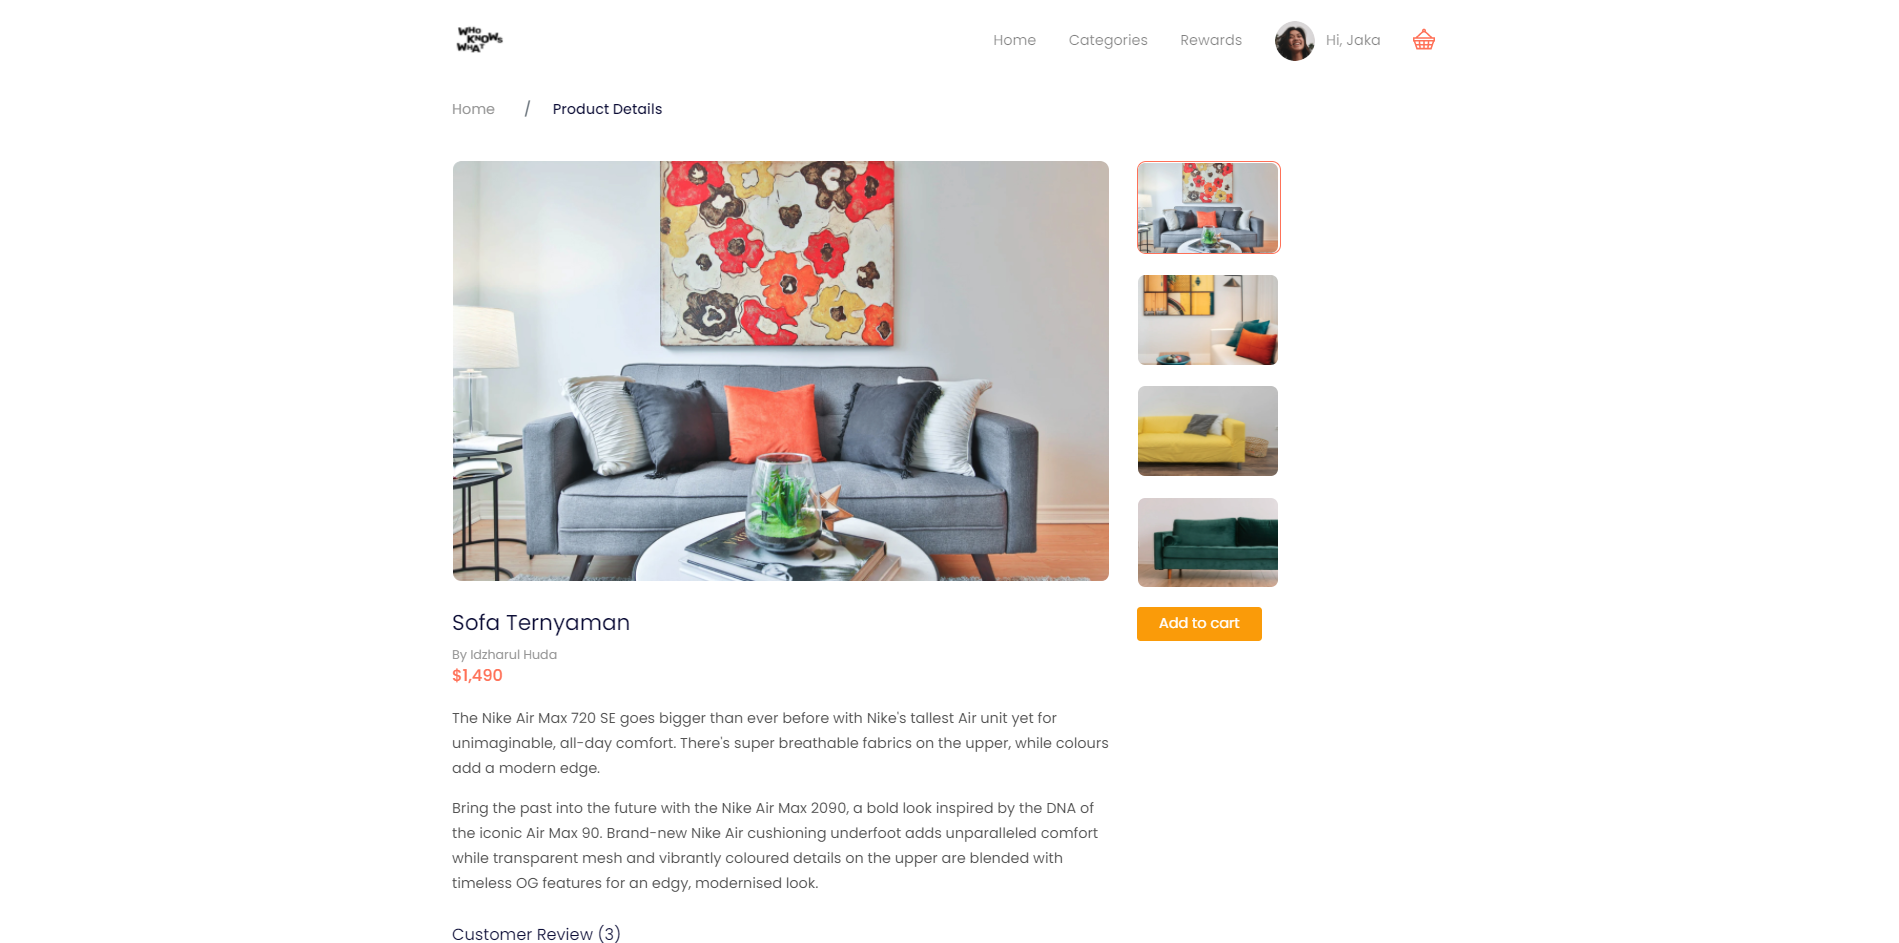 WHO
KNOWS
WHAT
Home
Categories
Rewards
Hi, Jaka
Home / Product Details
Sofa Ternyaman
Add to cart
By Idzharul Huda
$1,490
The Nike Air Max 720 SE goes bigger than ever before with Nike's tallest Air unit yet for
unimaginable, all-day comfort. There's super breathable fabrics on the upper, while colours
add a modern edge.
Bring the past into the future with the Nike Air Max 2090, a bold look inspired by the DNA of
the iconic Air Max 90. Brand-new Nike Air cushioning underfoot adds unparalleled comfort
while transparent mesh and vibrantly coloured details on the upper are blended with
timeless OG features for an edgy, modernised look.
Customer Review (3)